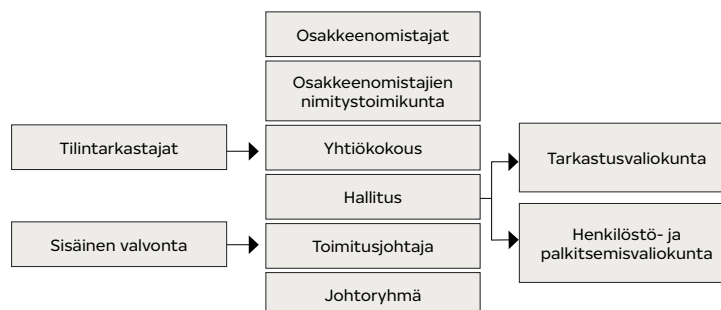 Osakkeenomistajat
Osakkeenomistajien
nimitystoimikunta
Tilintarkastajat
Yhtiökokous
Tarkastusvaliokunta
Hallitus
Sisäinen valvonta
Toimitusjohtaja
Henkilöstö- ja
palkitsemisvaliokunta
Johtoryhmä